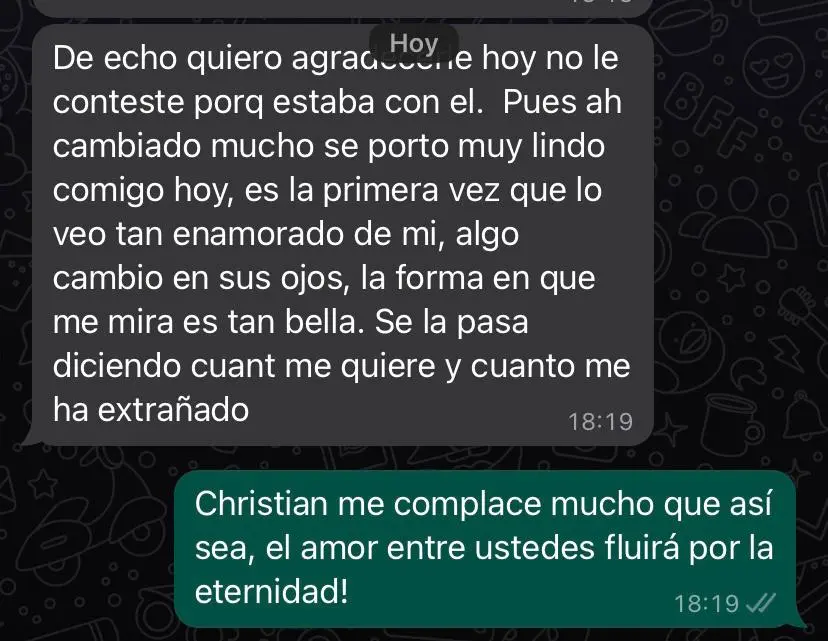 Hoy
De echo quiero hoy no le
conteste porq estaba con el. Pues ah
cambiado mucho se porto muy lindo
comigo hoy, es la primera vez que lo
veo tan enamorado de mi, algo
cambio en sus ojos, la forma en que
me mira es tan bella. Se la pasa
diciendo cuant me quiere y cuanto me
ha extrañado
18:19
BFF
Christian me complace mucho que así
sea, el amor entre ustedes fluirá por la
eternidad!
18:19